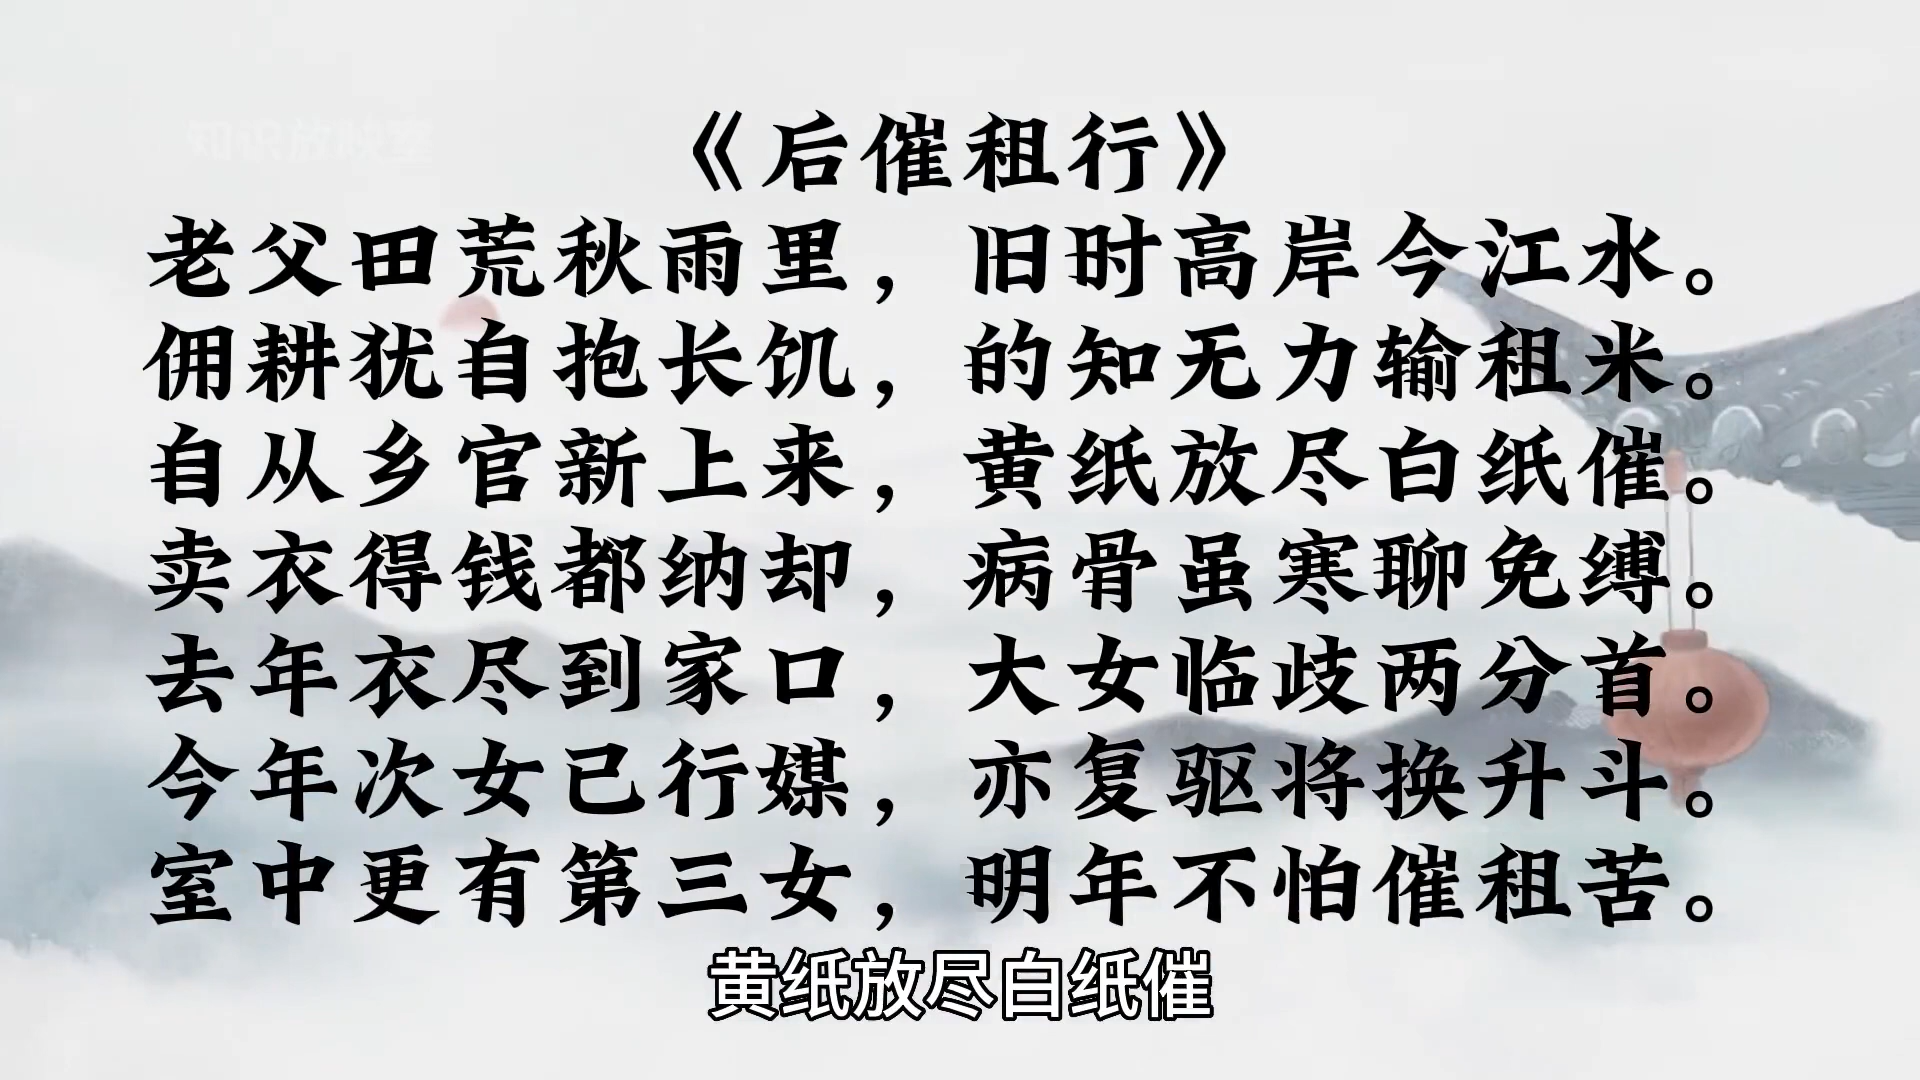 知识放映室
《后催租行》
老父田荒秋雨里，旧时高岸今江水。
佣耕犹自抱长饥，的知无力输租米。
自从乡官新上来，黄纸放尽白纸催。
卖衣得钱都纳却，病骨虽寒聊免缚。
去年衣尽到家口，大女临歧两分首。
今年次女已行媒，亦复驱将换升斗。
室中更有第三女，明年不怕催租苦。
黄纸放尽白纸催